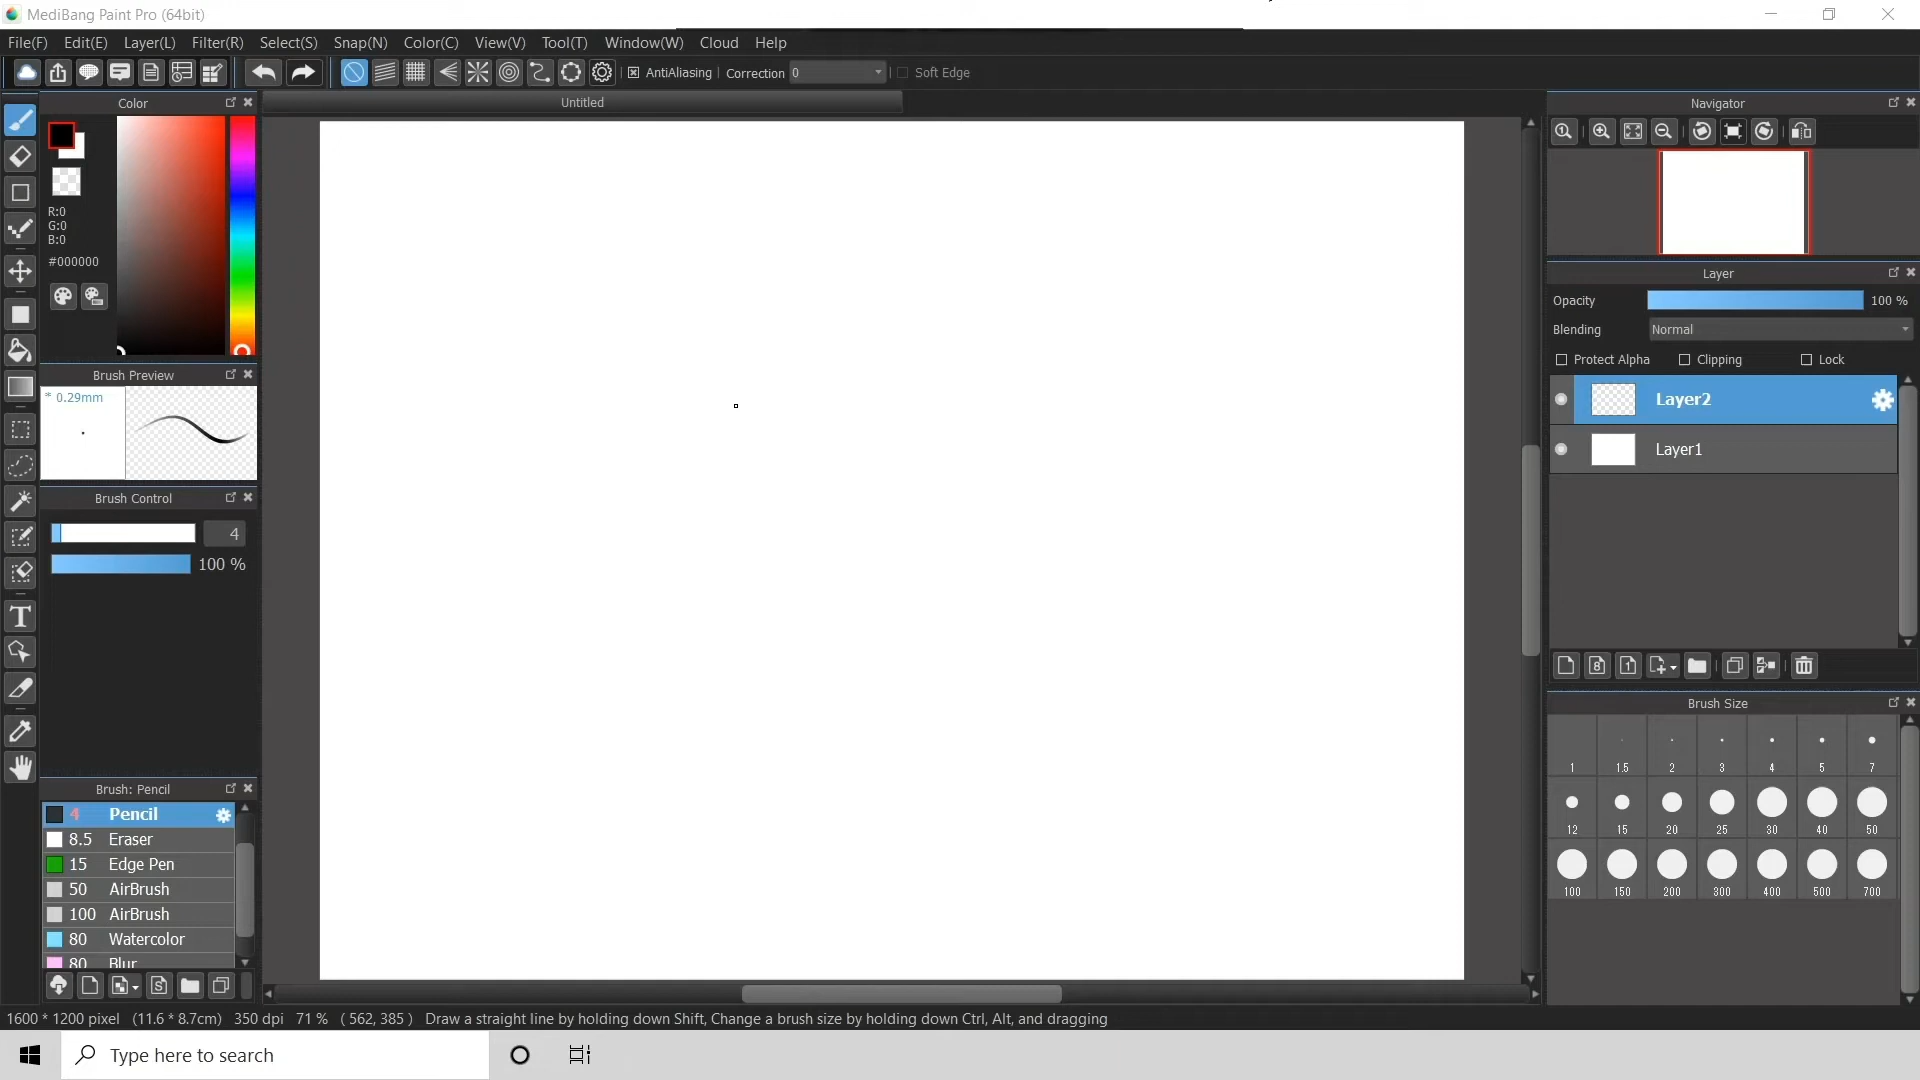 MediBang Paint Pro (64bit)
File(F) Edit(E) Layer(L) Filter(R) Select(S) Snap(N) Color(C) View(V) Tool(T) Window(W) Cloud Help
AntiAliasing Correction 0 Soft Edge
Color
Untitled
Navigator
R:0
G:0
B:0
#000000
Layer
Opacity 100 %
Blending Normal
Protect Alpha Clipping Lock
Layer2
Layer1
Brush Preview
* 0.29mm
Brush Control
4
100 %
Brush Size
1 1.5 2 3 4 5 7
12 15 20 25 30 40 50
100 150 200 300 400 500 700
Brush: Pencil
4 Pencil
8.5 Eraser
15 Edge Pen
50 AirBrush
100 AirBrush
80 Watercolor
80 Blur
1600 * 1200 pixel (11.6 * 8.7cm) 350 dpi 71 % ( 562, 385 ) Draw a straight line by holding down Shift, Change a brush size by holding down Ctrl, Alt, and dragging
Type here to search